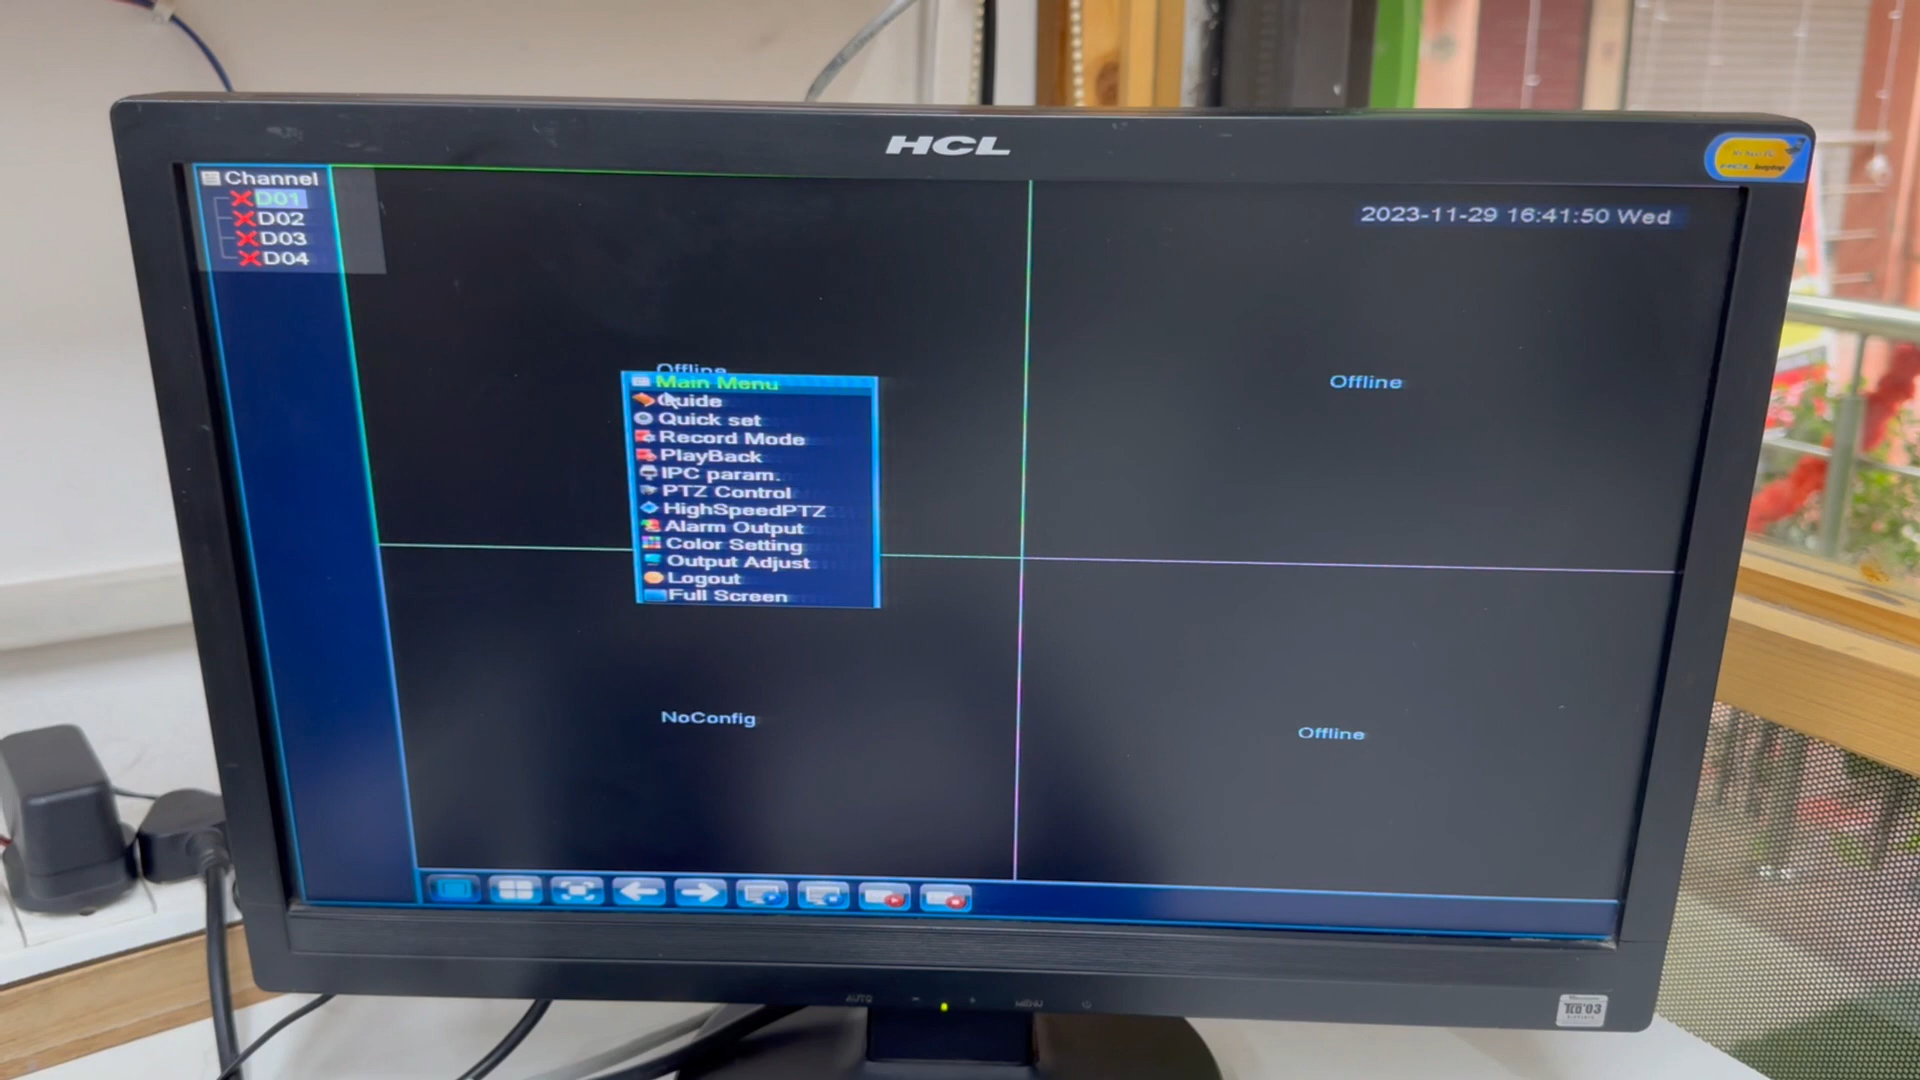 HCL
Channel
D01
D02
D03
D04
2023-11-29 16:41:50 Wed
Offline
Main Menu
Guide
Quick set
Record Mode
PlayBack
IPC param.
PTZ Control
HighSpeedPTZ
Alarm Output
Color Setting
Output Adjust
Logout
Full Screen
Offline
NoConfig
Offline
AUTO - + MENU
TCO'03